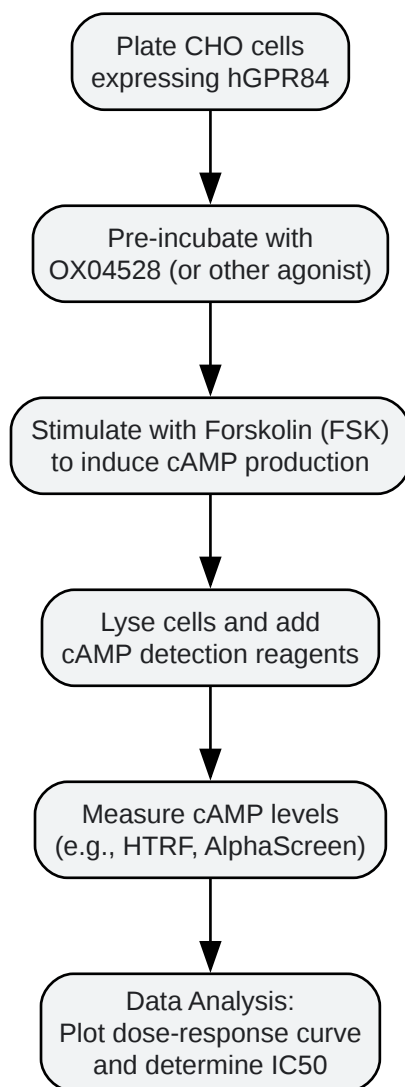 Plate CHO cells
expressing hGPR84
Pre-incubate with
OX04528 (or other agonist)
Stimulate with Forskolin (FSK)
to induce cAMP production
Lyse cells and add
cAMP detection reagents
Measure cAMP levels
(e.g., HTRF, AlphaScreen)
Data Analysis:
Plot dose-response curve
and determine IC50